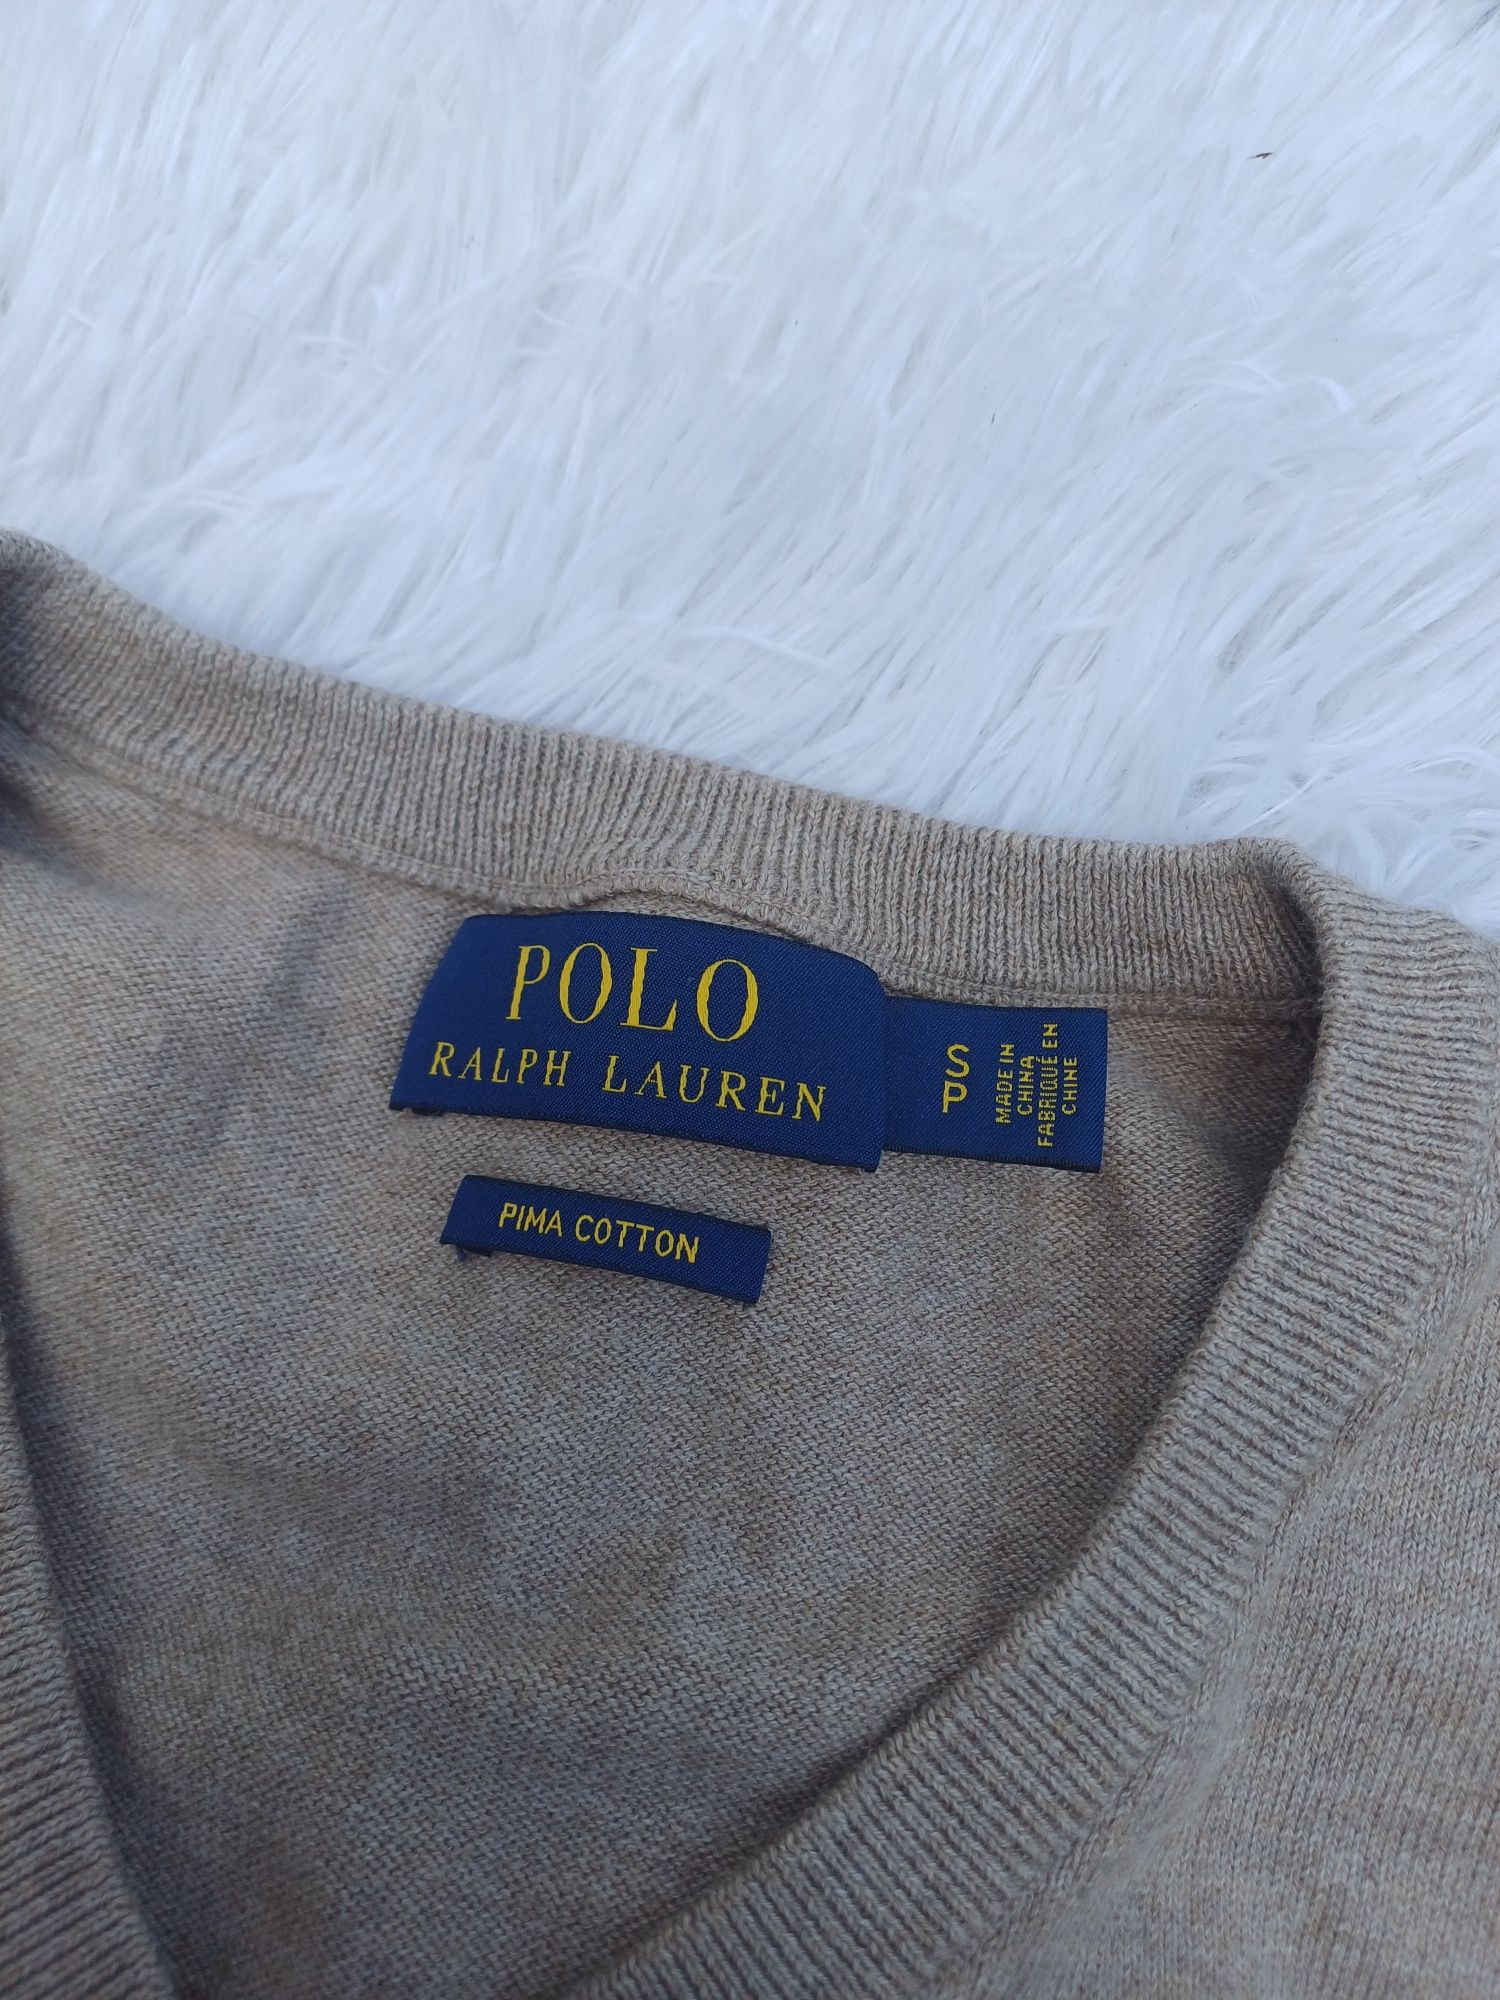 POLO
RALPH LAUREN
S
P
MADE IN
CHINA
FABRIQUÉ EN
CHINE
PIMA COTTON